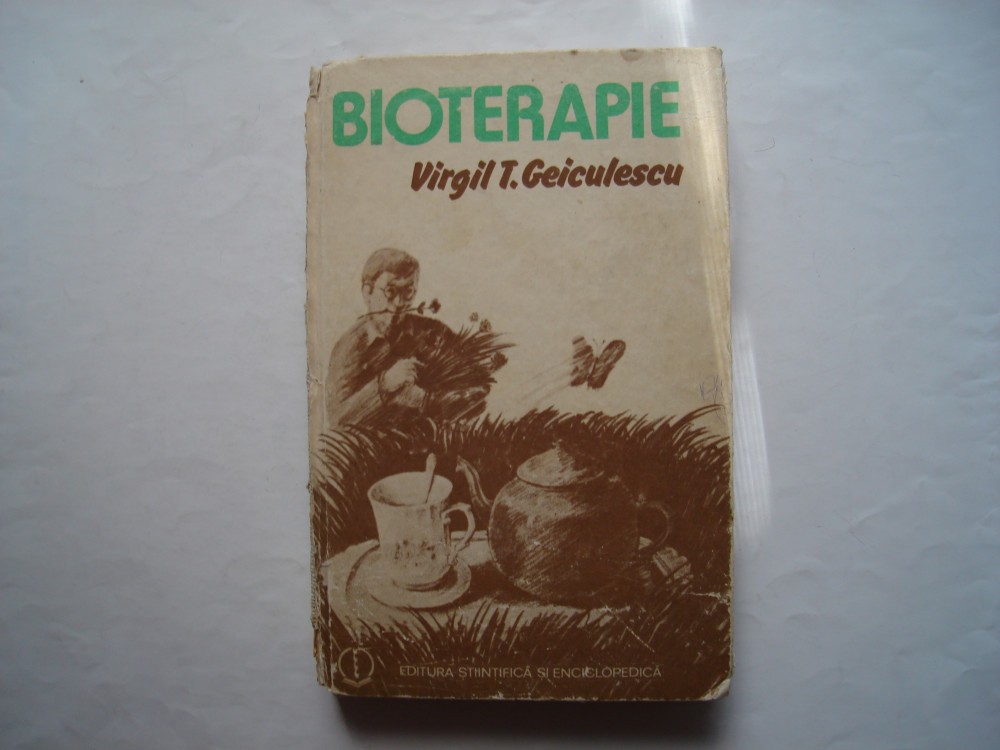 BIOTERAPIE
Virgil T. Geiculescu
EDITURA ŞTIINŢIFICĂ ŞI ENCICLOPEDICĂ